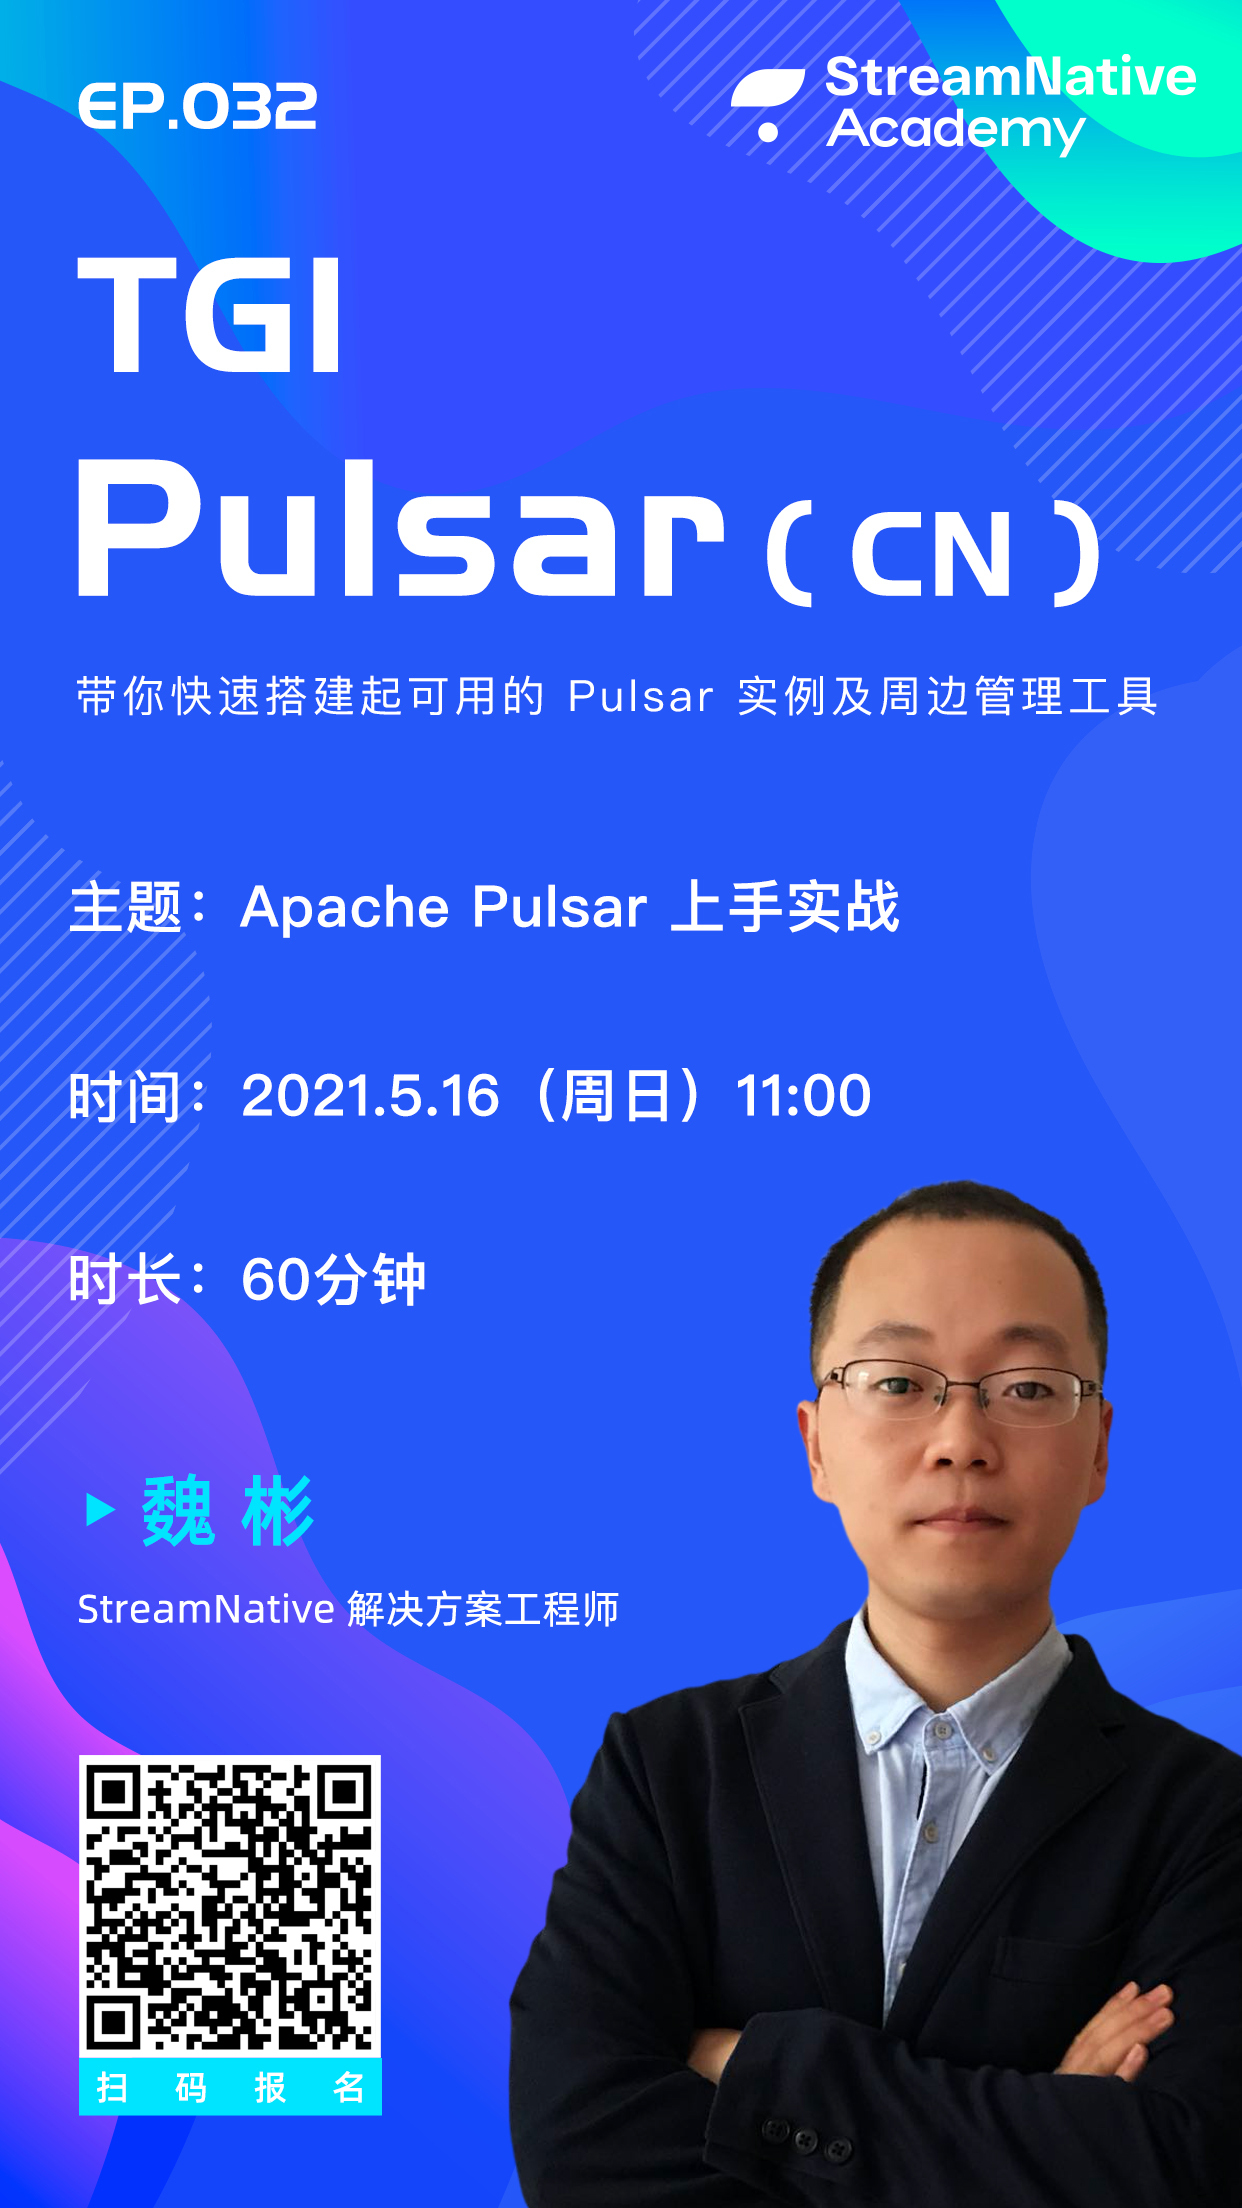 EP.032
StreamNative
Academy
TGI
Pulsar（CN）
带你快速搭建起可用的 Pulsar 实例及周边管理工具
主题：Apache Pulsar 上手实战
时间：2021.5.16（周日）11:00
时长：60分钟
魏 彬
StreamNative 解决方案工程师
扫 码 报 名